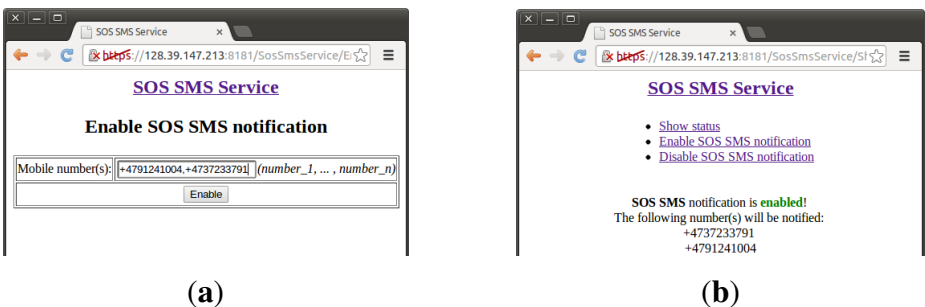 SOS SMS Service
https://128.39.147.213:8181/SosSmsService/E
SOS SMS Service
Enable SOS SMS notification
Mobile number(s): +4791241004,+4737233791 (number_1, ... , number_n)
Enable
(a)
SOS SMS Service
https://128.39.147.213:8181/SosSmsService/S
SOS SMS Service
• Show status
• Enable SOS SMS notification
• Disable SOS SMS notification
SOS SMS notification is enabled!
The following number(s) will be notified:
+4737233791
+4791241004
(b)